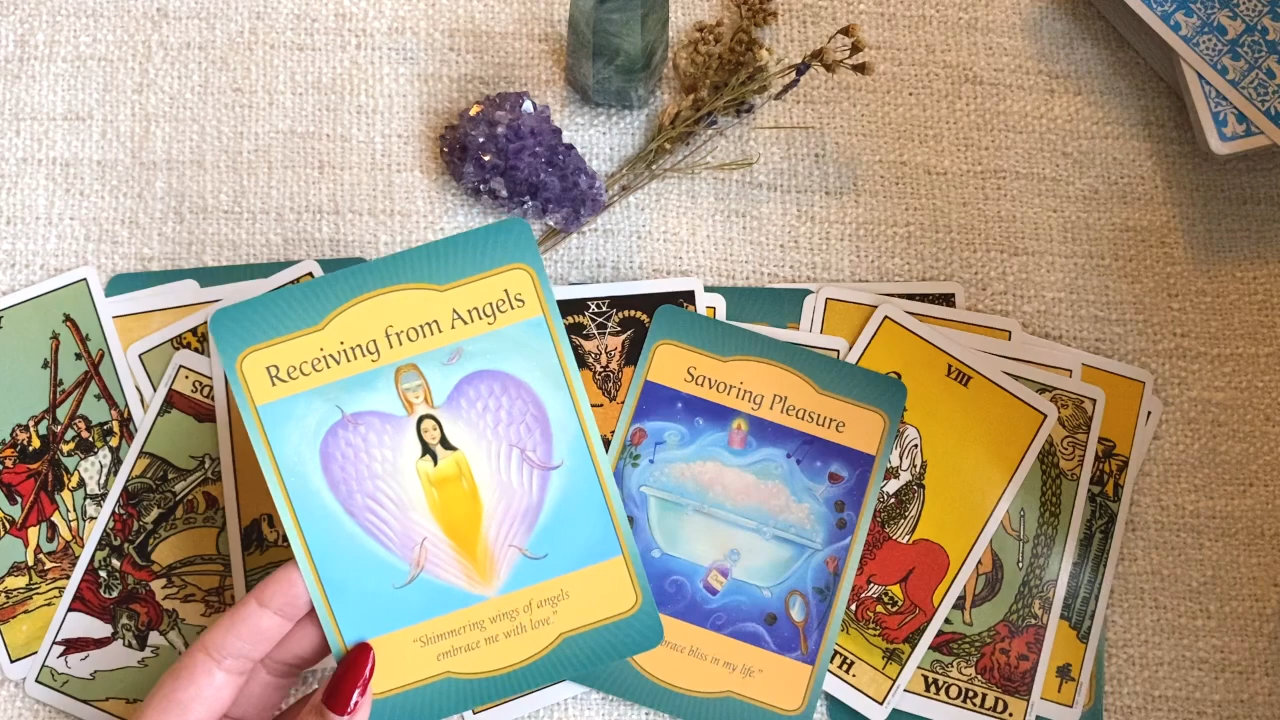 Receiving from Angels
"Shimmering wings of angels
embrace me with love."
XV
Savoring Pleasure
brace bliss in my life."
VIII
TH.
WORLD.